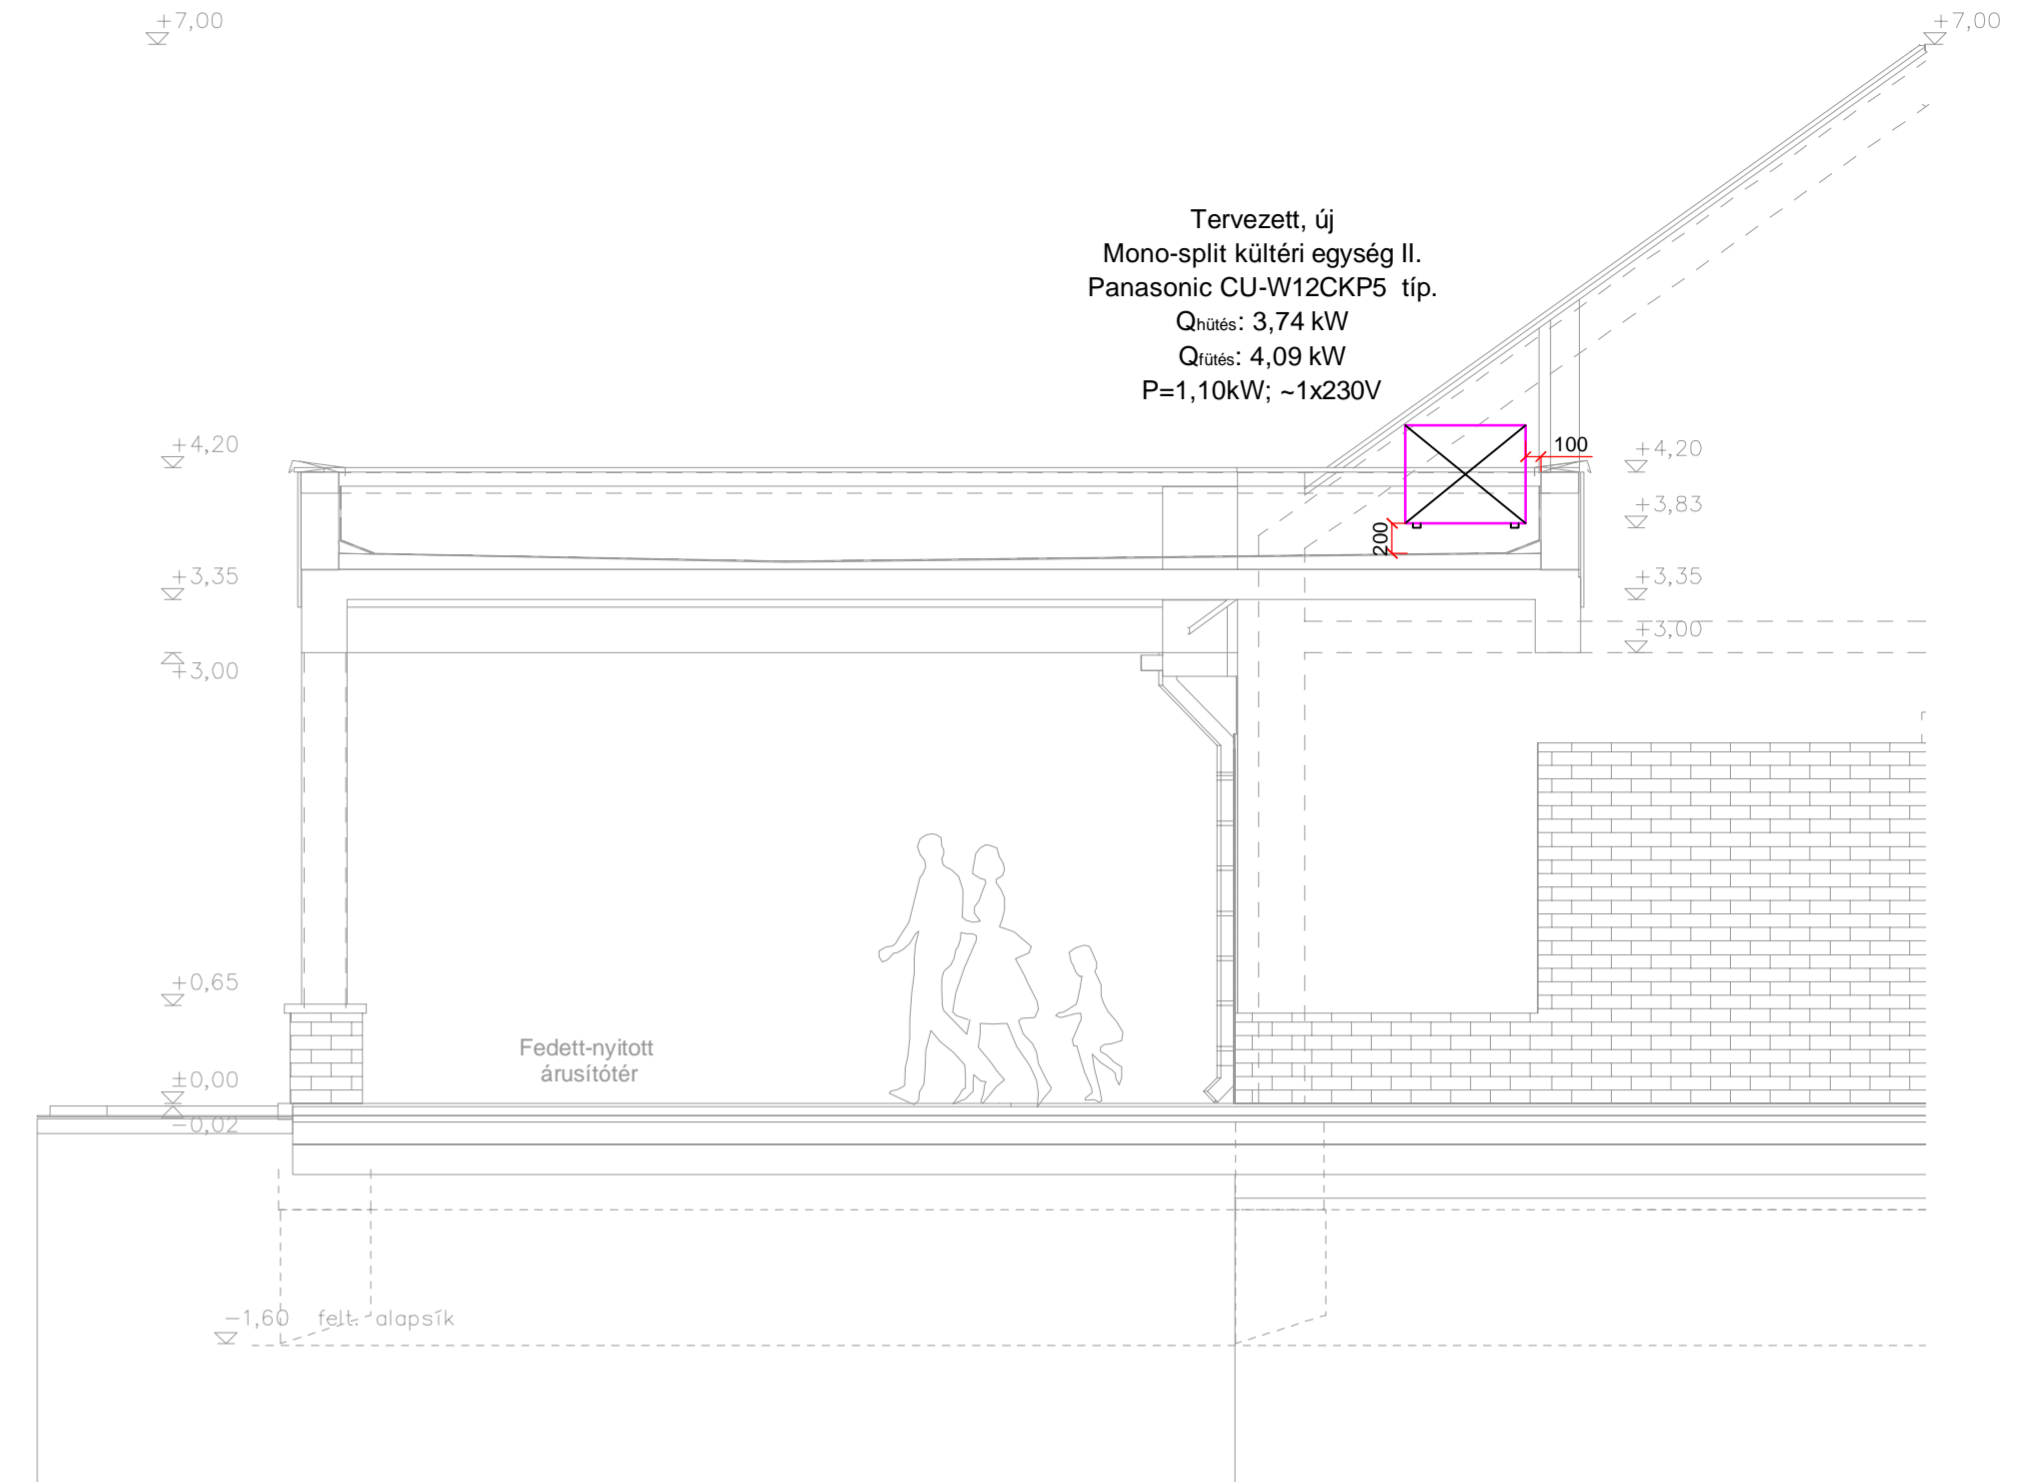 +7,00
+7,00
Tervezett, új
Mono-split kültéri egység II.
Panasonic CU-W12CKP5 típ.
Qhűtés: 3,74 kW
Qfűtés: 4,09 kW
P=1,10kW; ~1x230V
+4,20
100
+4,20
+3,83
200
+3,35
+3,35
+3,00
+3,00
+0,65
Fedett-nyitott
árusítótér
±0,00
-0,02
-1,60 felt. alapsík